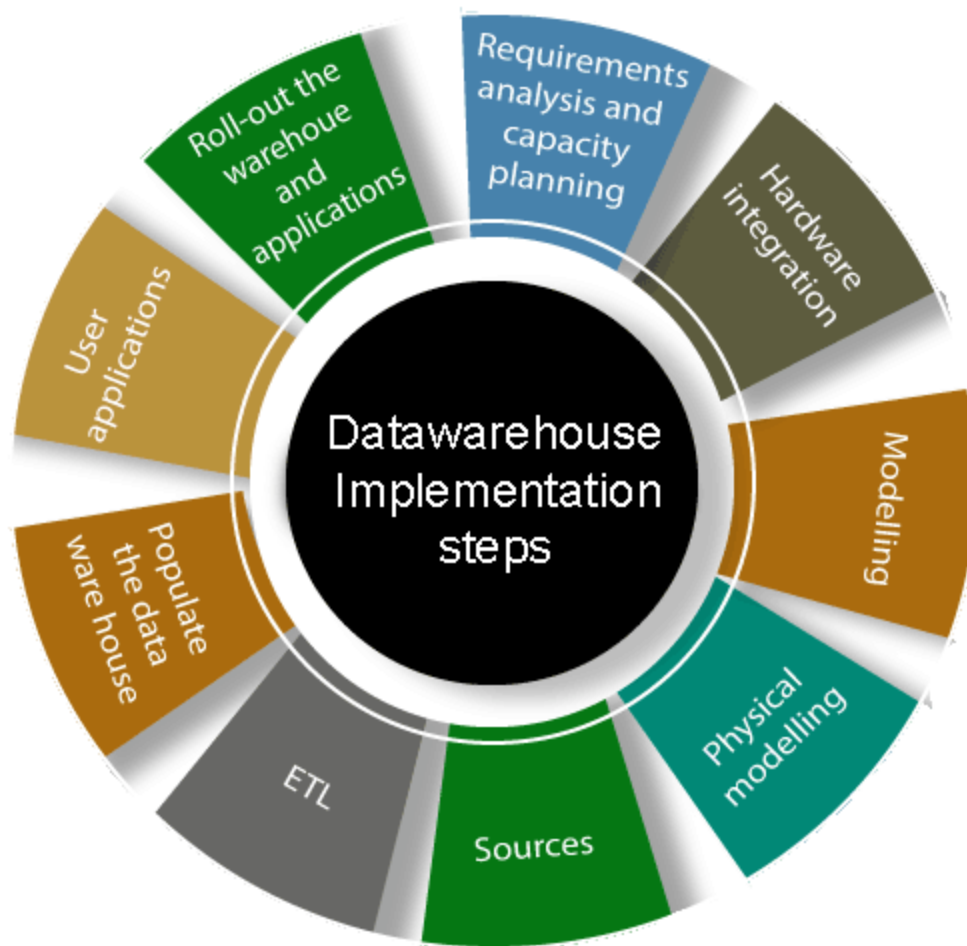 Requirements
analysis and
capacity
planning
Hardware
integration
Modelling
Physical
modelling
Sources
ETL
Populate
the data
ware house
User
applications
Roll-out the
warehoue
and
applications
Datawarehouse
Implementation
steps